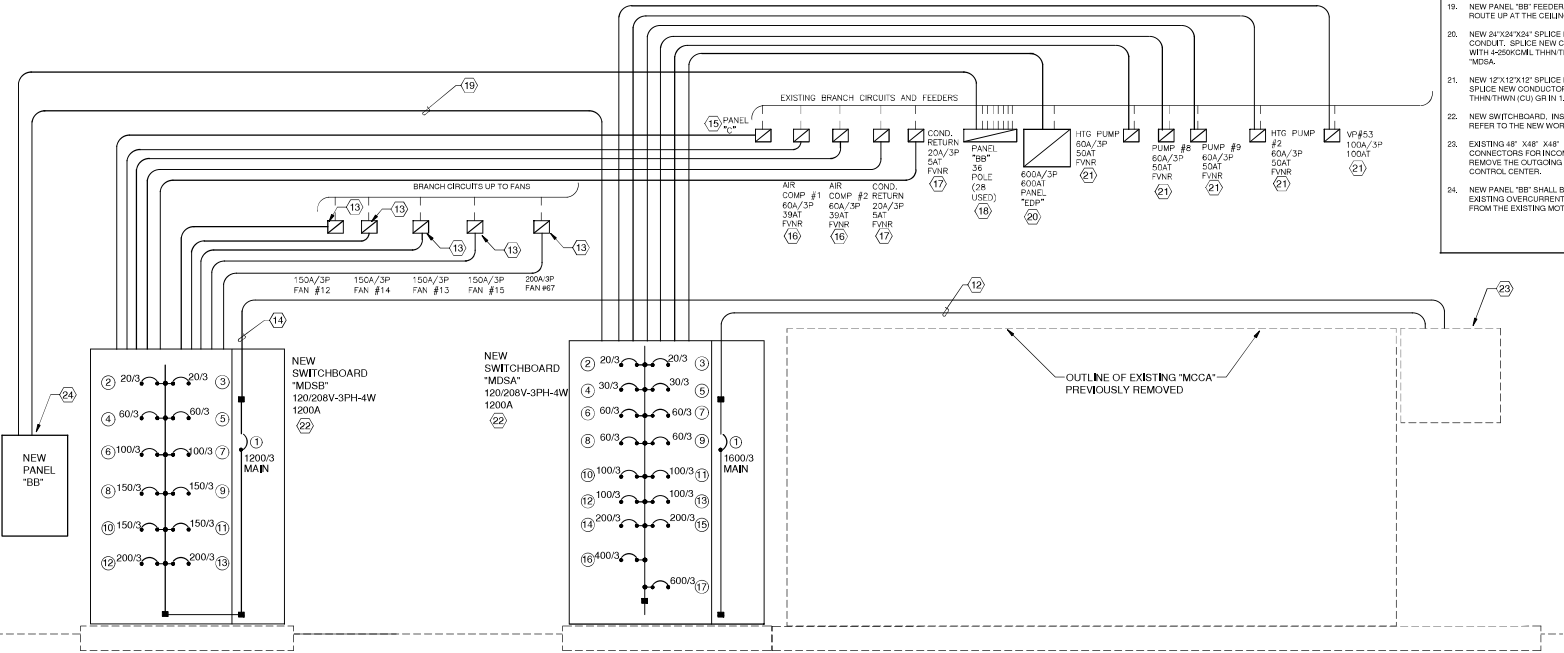 19. NEW PANEL "BB" FEEDER
ROUTE UP AT THE CEILIN
20. NEW 24"X24"X24" SPLICE
CONDUIT. SPLICE NEW C
WITH 4-250KCMIL THHN/T
"MDSA.
21. NEW 12"X12"X12" SPLICE
SPLICE NEW CONDUCTOR
THHN/THWN (CU) GR IN 1
22. NEW SWITCHBOARD, INS
REFER TO THE NEW WOR
23. EXISTING 48" X48" X48"
CONNECTORS FOR INCOM
REMOVE THE OUTGOING
CONTROL CENTER.
24. NEW PANEL "BB" SHALL B
EXISTING OVERCURRENT
FROM THE EXISTING MOT
19
EXISTING BRANCH CIRCUITS AND FEEDERS
15 PANEL
"C"
AIR
COMP #1
60A/3P
39AT
FVNR
16
AIR
COMP #2
60A/3P
39AT
FVNR
16
COND.
RETURN
20A/3P
5AT
FVNR
17
COND.
RETURN
20A/3P
5AT
FVNR
17
PANEL
"BB"
36
POLE
(28
USED)
18
600A/3P
600AT
PANEL
"EDP"
20
HTG PUMP
60A/3P
50AT
FVNR
21
PUMP #8
60A/3P
50AT
FVNR
21
PUMP #9
60A/3P
50AT
FVNR
21
HTG PUMP
#2
60A/3P
50AT
FVNR
21
VP#53
100A/3P
100AT
21
BRANCH CIRCUITS UP TO FANS
13
13
13
13
13
150A/3P
FAN #12
150A/3P
FAN #14
150A/3P
FAN #13
150A/3P
FAN #15
200A/3P
FAN #67
14
12
23
24
NEW
PANEL
"BB"
2 20/3 20/3 3
4 60/3 60/3 5
6 100/3 100/3 7
8 150/3 150/3 9
10 150/3 150/3 11
12 200/3 200/3 13
1
1200/3
MAIN
NEW
SWITCHBOARD
"MDSB"
120/208V-3PH-4W
1200A
22
NEW
SWITCHBOARD
"MDSA"
120/208V-3PH-4W
1200A
22
2 20/3 20/3 3
4 30/3 30/3 5
6 60/3 60/3 7
8 60/3 60/3 9
10 100/3 100/3 11
12 100/3 100/3 13
14 200/3 200/3 15
16 400/3
600/3 17
1
1600/3
MAIN
OUTLINE OF EXISTING "MCCA"
PREVIOUSLY REMOVED